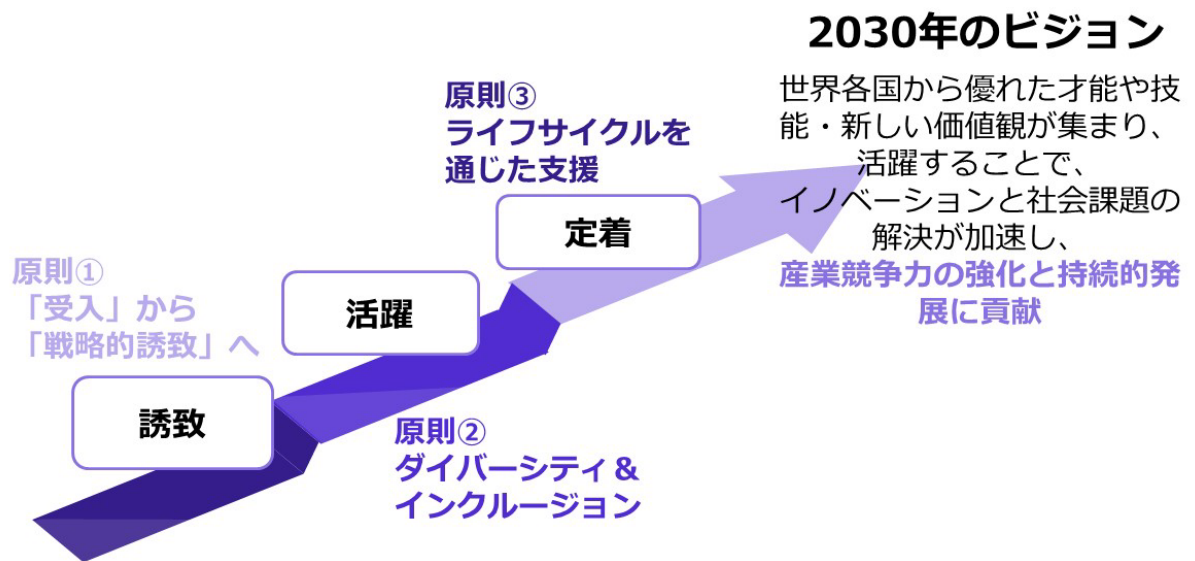 2030年のビジョン
世界各国から優れた才能や技
能・新しい価値観が集まり、
活躍することで、
イノベーションと社会課題の
解決が加速し、
産業競争力の強化と持続的発
展に貢献
原則③
ライフサイクルを
通じた支援
定着
原則①
「受入」から
「戦略的誘致」へ
活躍
誘致
原則②
ダイバーシティ＆
インクルージョン